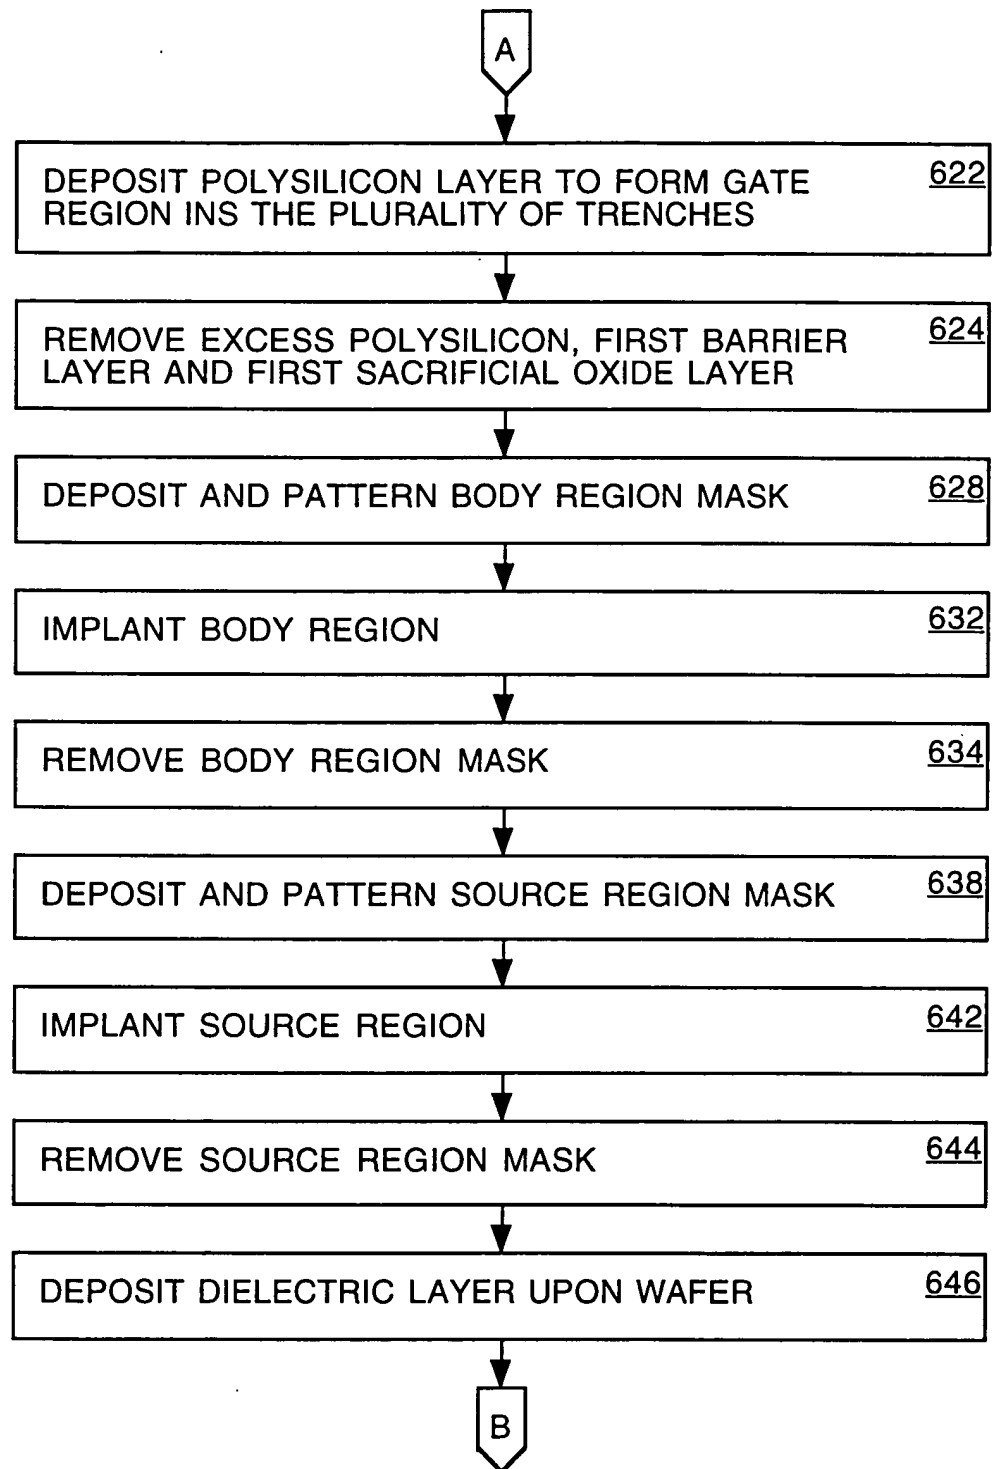 A
DEPOSIT POLYSILICON LAYER TO FORM GATE 622
REGION INS THE PLURALITY OF TRENCHES
REMOVE EXCESS POLYSILICON, FIRST BARRIER 624
LAYER AND FIRST SACRIFICIAL OXIDE LAYER
DEPOSIT AND PATTERN BODY REGION MASK 628
IMPLANT BODY REGION 632
REMOVE BODY REGION MASK 634
DEPOSIT AND PATTERN SOURCE REGION MASK 638
IMPLANT SOURCE REGION 642
REMOVE SOURCE REGION MASK 644
DEPOSIT DIELECTRIC LAYER UPON WAFER 646
B